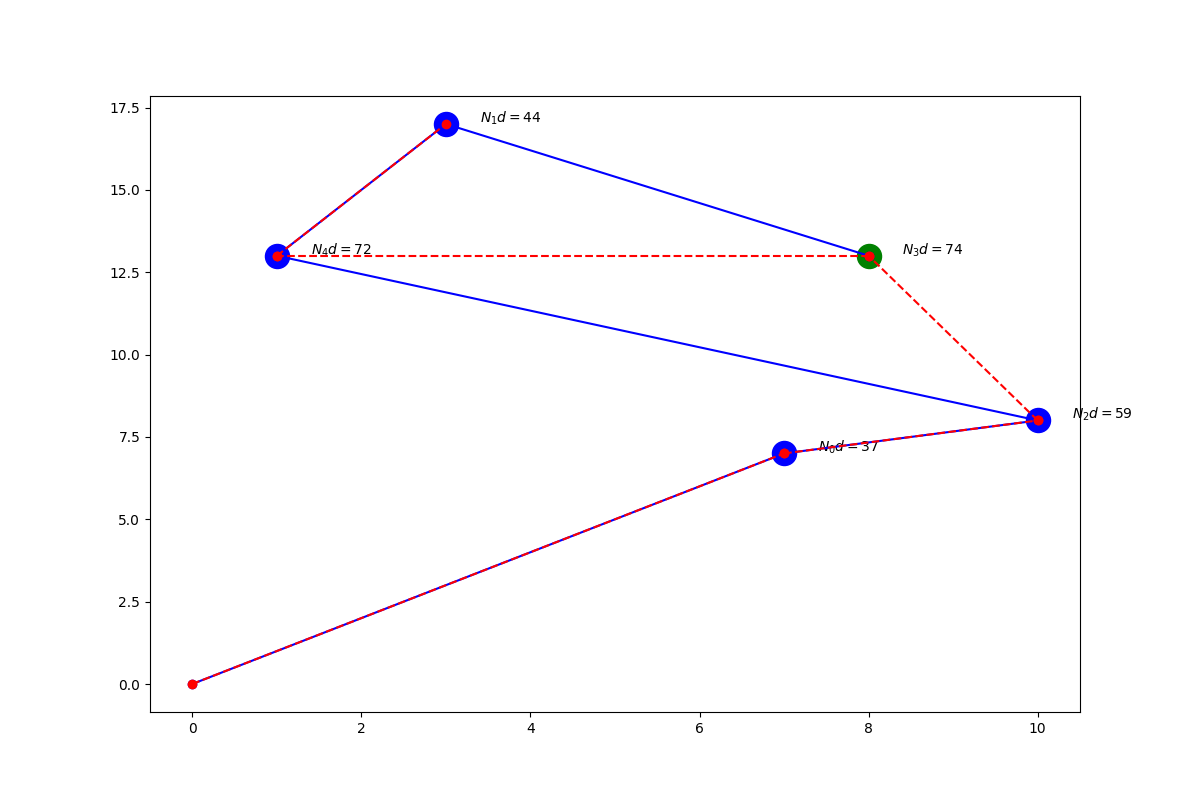 17.5
15.0
12.5
10.0
7.5
5.0
2.5
0.0
N₁d = 44
N₄d = 72
N₃d = 74
N₂d = 59
N₀d = 37
0 2 4 6 8 10